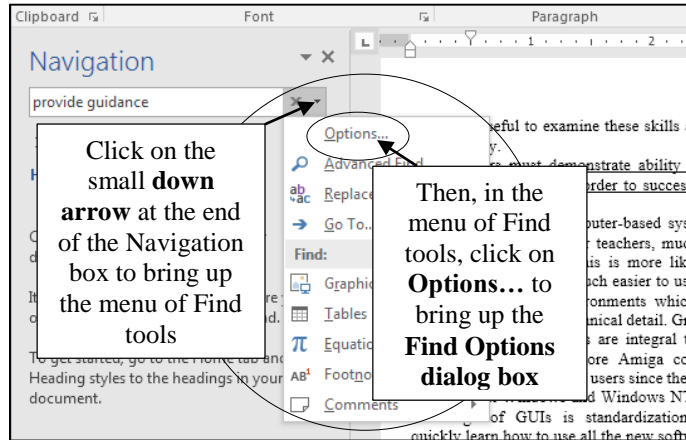 Clipboard Font Paragraph
Navigation
L 1 2
provide guidance
Click on the
small down
arrow at the end
of the Navigation
box to bring up
the menu of Find
tools
To get started, go to the Home tab and
Heading styles to the headings in your
document.
Options...
Advanced Find
Replace
Go To...
Find:
Graphic
Tables
Equatio
Footno
Comments
Then, in the
menu of Find
tools, click on
Options… to
bring up the
Find Options
dialog box
to examine these skills
must demonstrate ability
order to succes
puter-based sys
teachers, muc
is is more lik
ch easier to us
ronments whic
nical detail. Gr
are integral t
ore Amiga co
users since the
and Windows NT
of GUIs is standardization
quickly learn how to use all the new softw